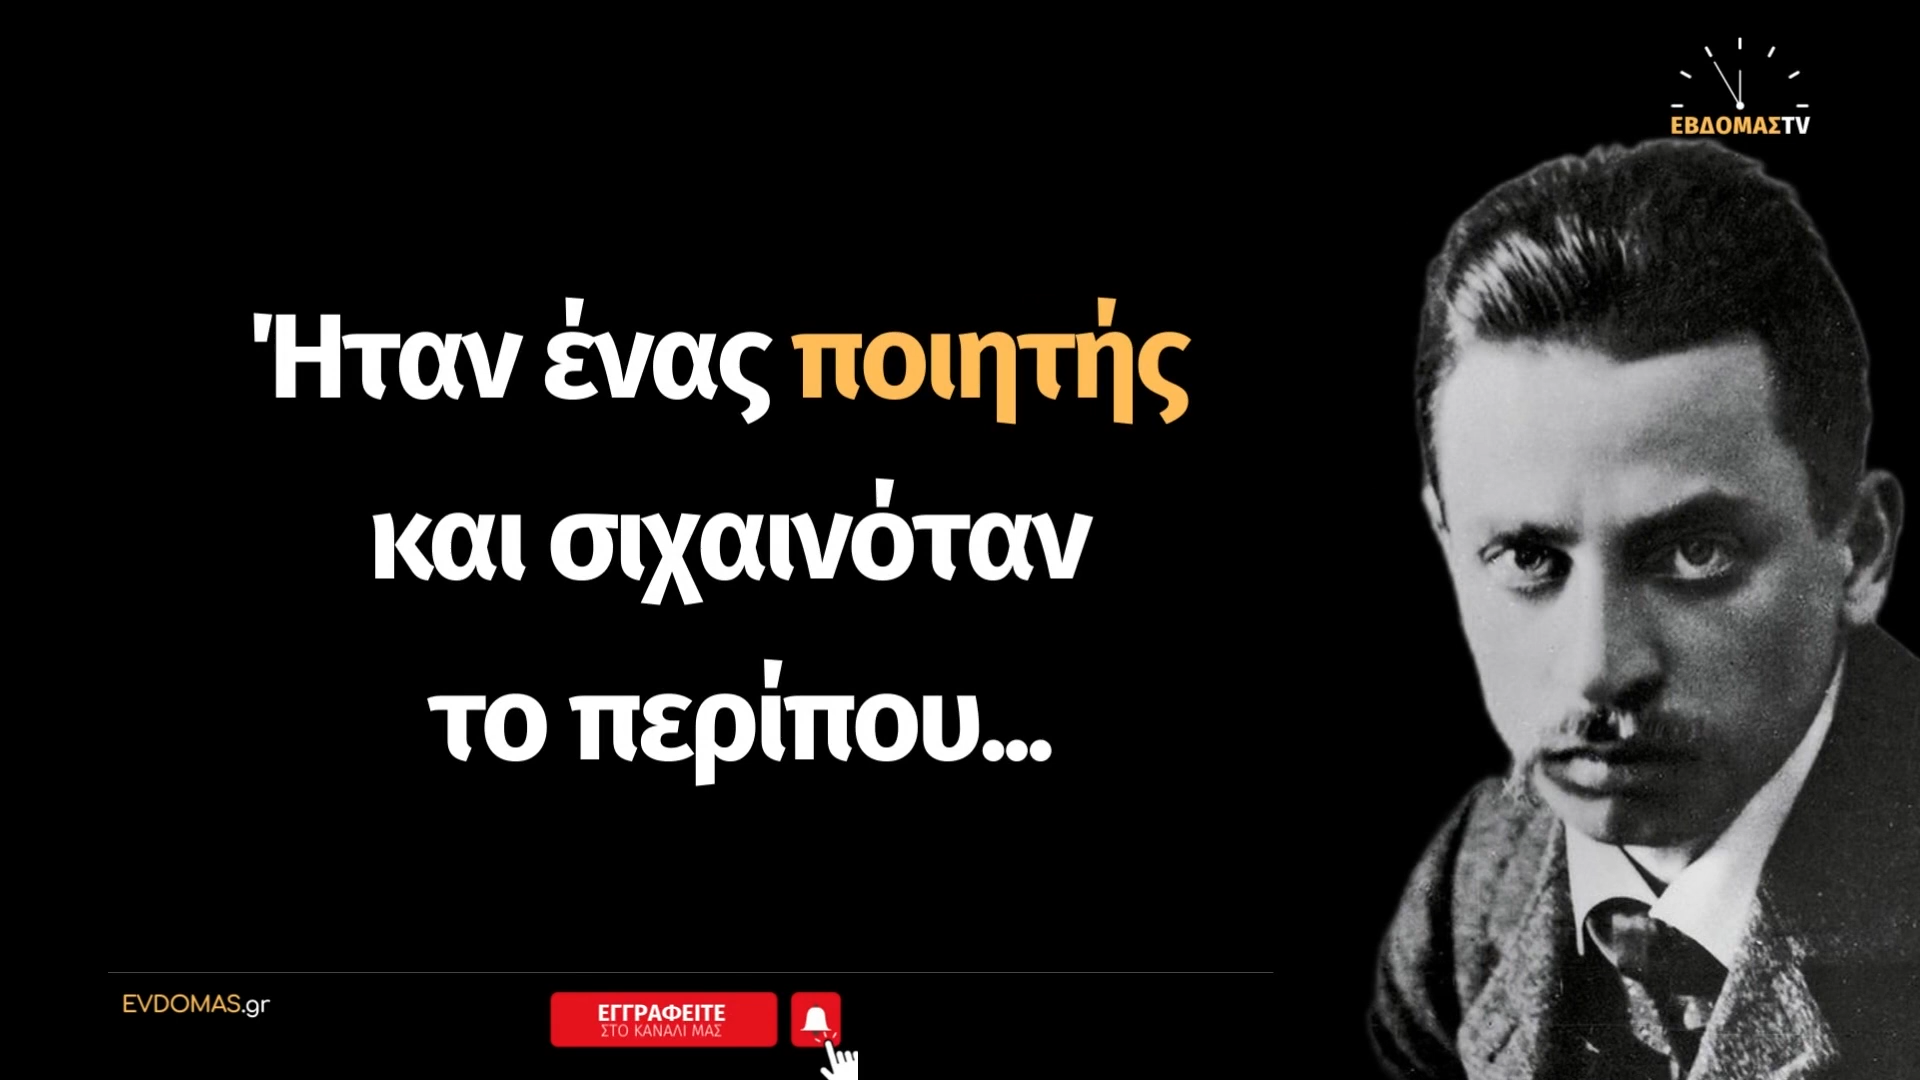 ΕΒΔΟΜΑΣTV
Ήταν ένας ποιητής
και σιχαινόταν
το περίπου...
EVDOMAS.gr
ΕΓΓΡΑΦΕΙΤΕ
ΣΤΟ ΚΑΝΑΛΙ ΜΑΣ